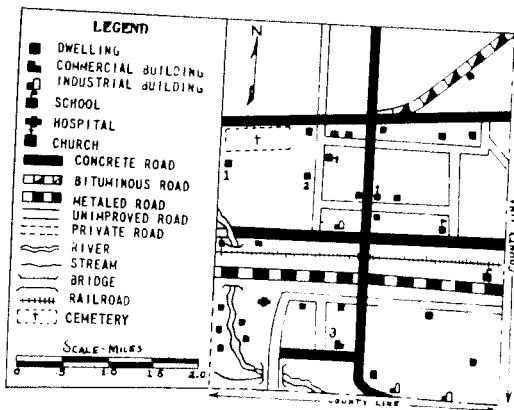 LEGEND
DWELLING
COMMERCIAL BUILDING
INDUSTRIAL BUILDING
SCHOOL
HOSPITAL
CHURCH
CONCRETE ROAD
BITUMINOUS ROAD
METALED ROAD
UNIMPROVED ROAD
PRIVATE ROAD
RIVER
STREAM
BRIDGE
RAILROAD
CEMETERY
SCALE-MILES
0 .5 1.0 1.5 2.0
N
1
2
3
COUNTY LINE
COUNTY LINE